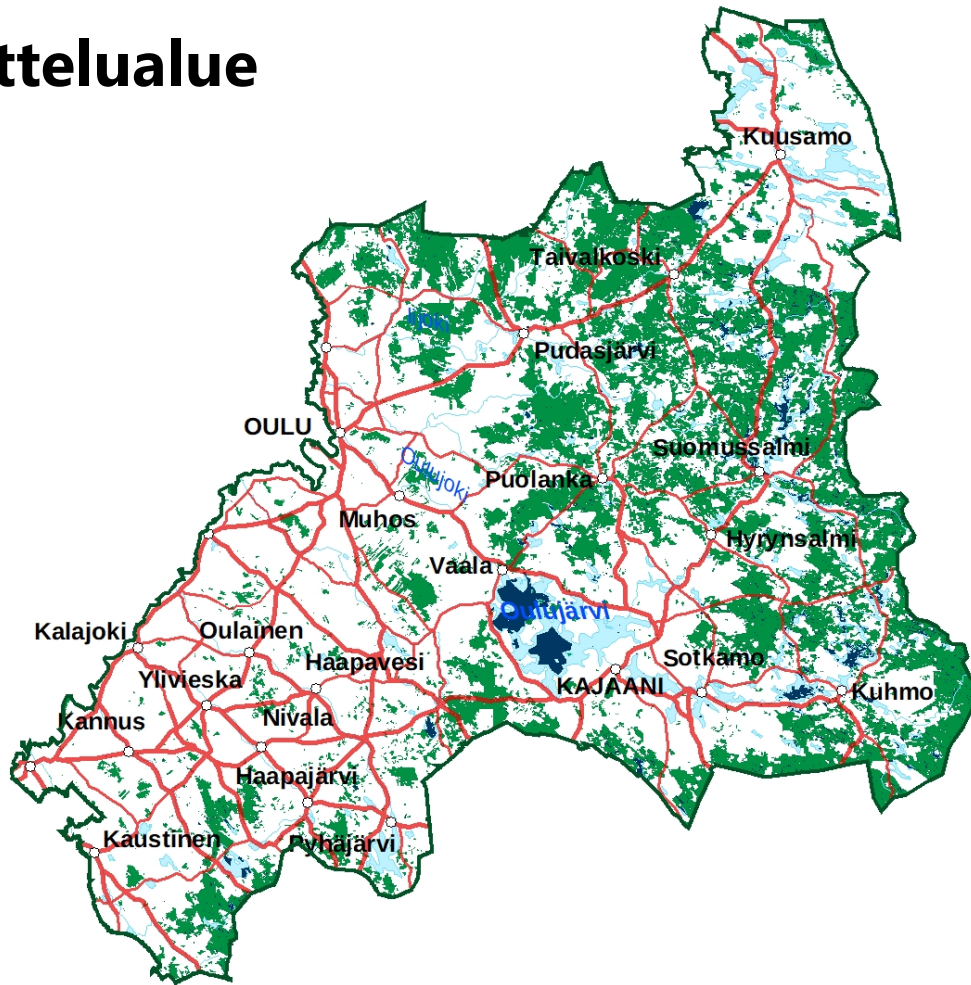 ttelualue
Kuusamo
Taivalkoski
Iijoki
Pudasjärvi
OULU
Suomussalmi
Oulujoki
Puolanka
Muhos
Hyrynsalmi
Vaala
Oulujärvi
Kalajoki
Oulainen
Haapavesi
Sotkamo
Ylivieska
KAJAANI
Kuhmo
Kannus
Nivala
Haapajärvi
Kaustinen
Pyhäjärvi